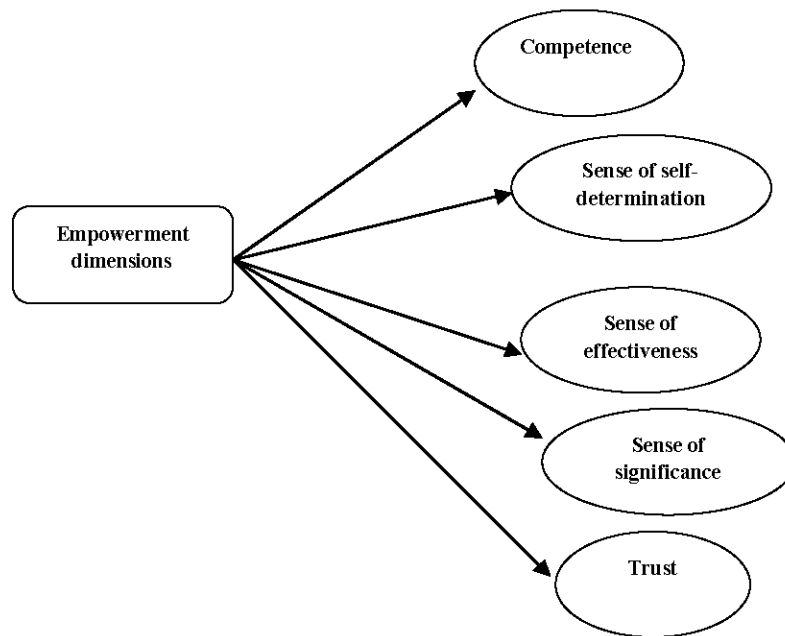 Competence
Sense of self-
determination
Empowerment
dimensions
Sense of
effectiveness
Sense of
significance
Trust